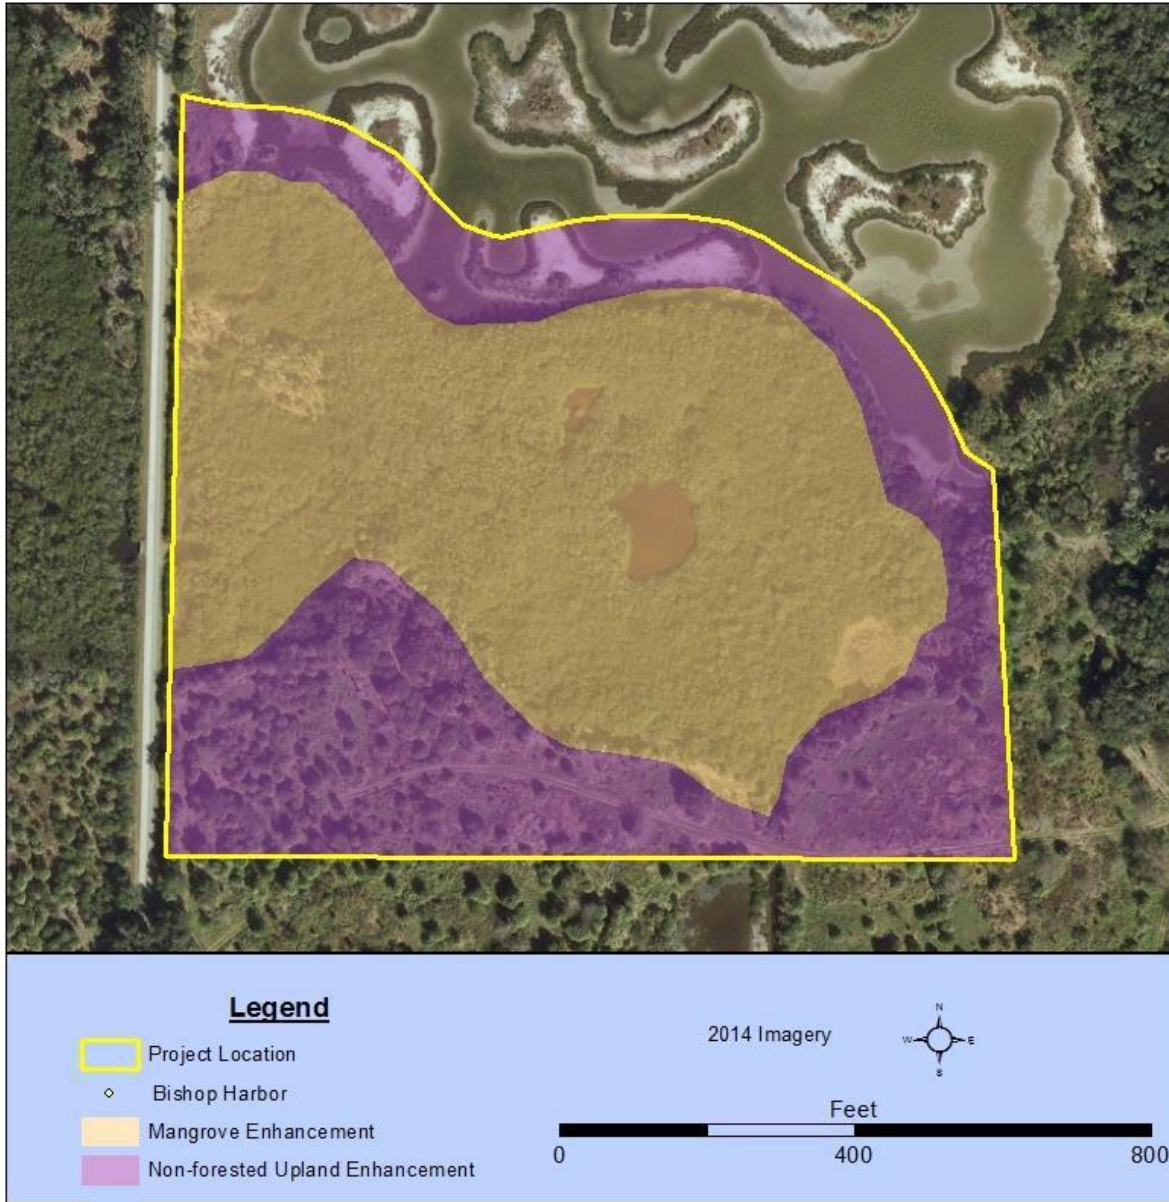 Legend
Project Location
Bishop Harbor
Mangrove Enhancement
Non-forested Upland Enhancement
2014 Imagery
N
W E
S
Feet
0 400 800